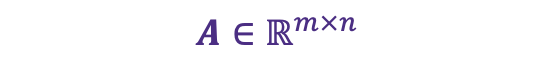 𝑨 ∈ ℝ^{𝑚×𝑛}